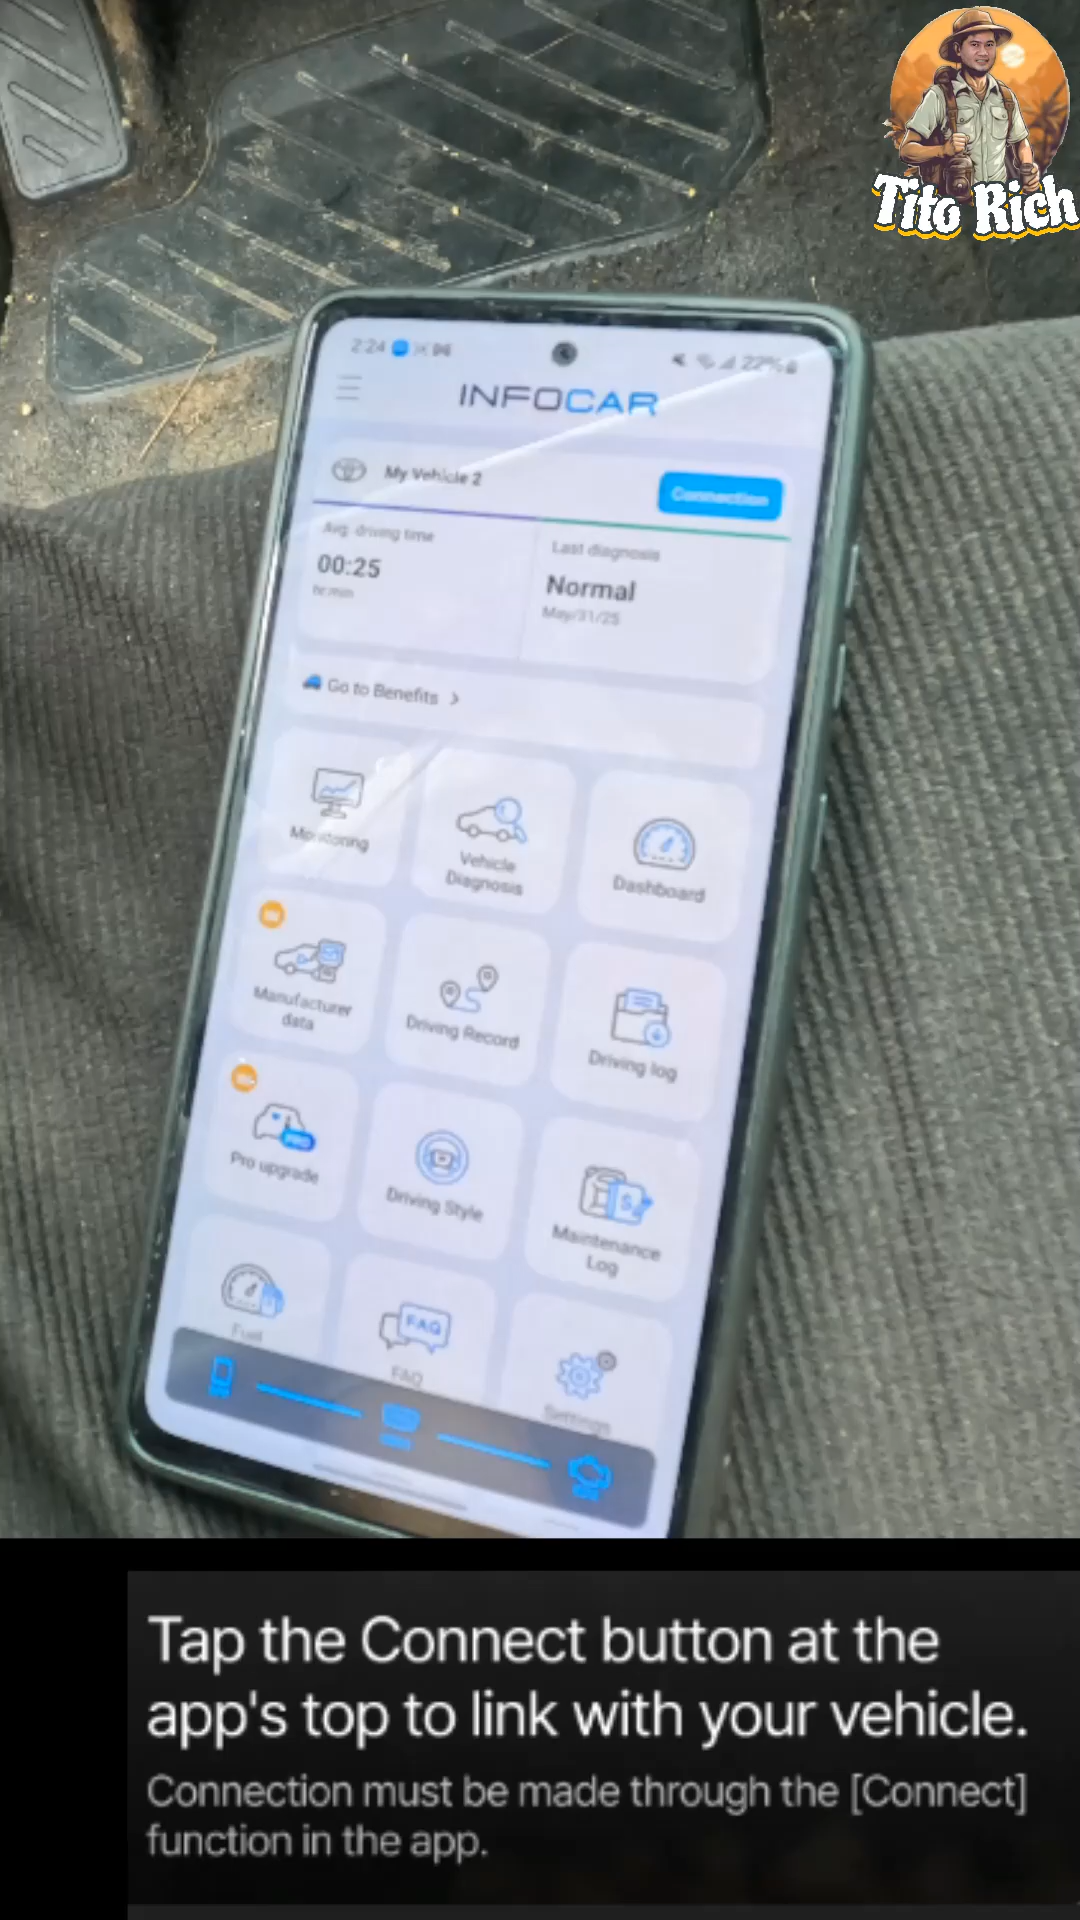 Tito Rich
2:24
22%
INFOCAR
My Vehicle 2
Connection
Avg. driving time
00:25
hr:min
Last diagnosis
Normal
May/31/25
Go to Benefits >
Monitoring
Vehicle
Diagnosis
Dashboard
Manufacturer
data
Driving Record
Driving log
Pro upgrade
PRO
Driving Style
Maintenance
Log
Fuel
FAQ
FAQ
Settings
Tap the Connect button at the
app's top to link with your vehicle.
Connection must be made through the [Connect]
function in the app.